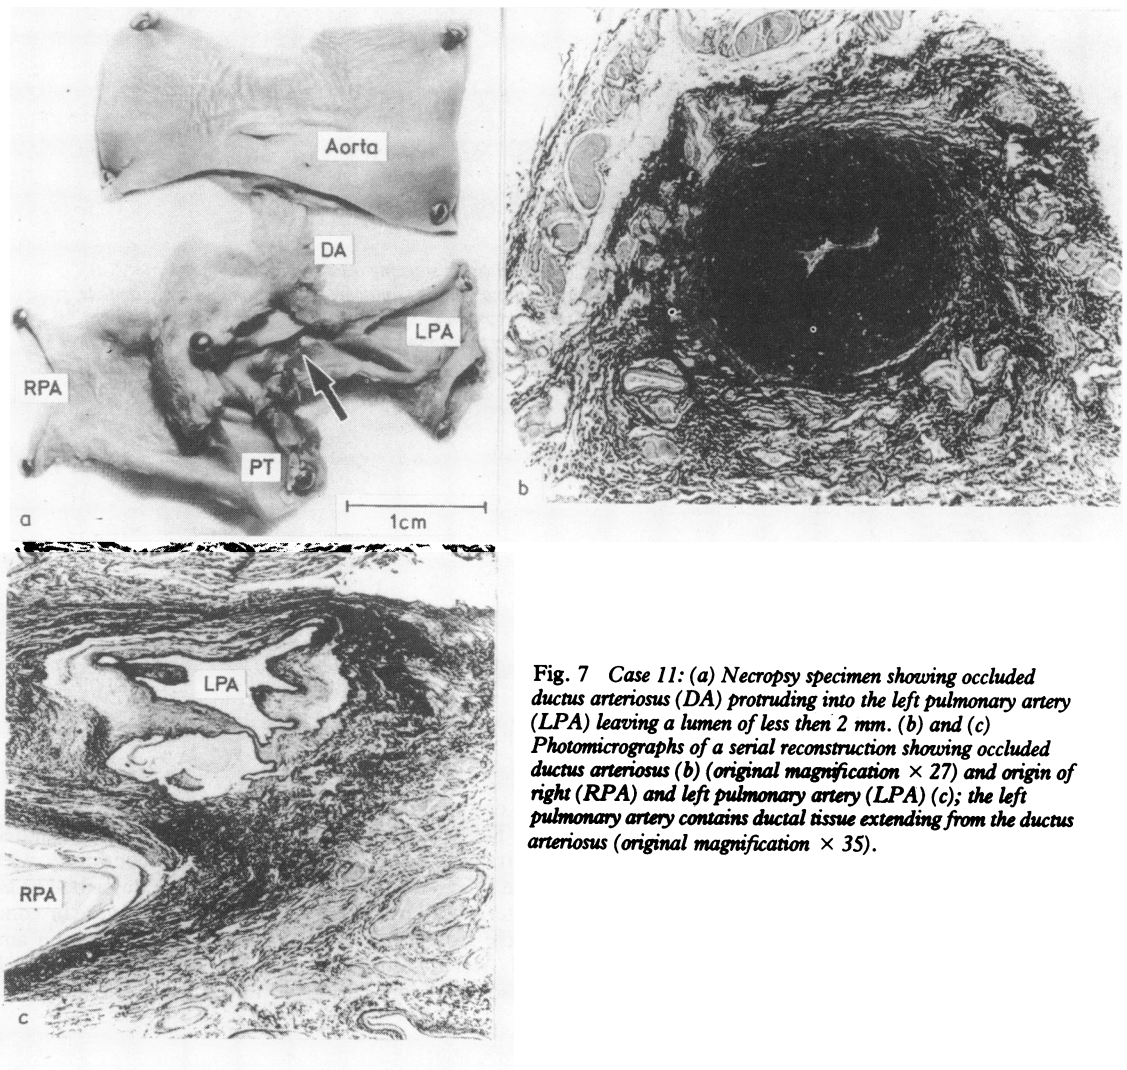 Aorta
DA
LPA
RPA
PT
1cm
a
b
LPA
RPA
c
Fig. 7 Case 11: (a) Necropsy specimen showing occluded
ductus arteriosus (DA) protruding into the left pulmonary artery
(LPA) leaving a lumen of less then 2 mm. (b) and (c)
Photomicrographs of a serial reconstruction showing occluded
ductus arteriosus (b) (original magnification × 27) and origin of
right (RPA) and left pulmonary artery (LPA) (c); the left
pulmonary artery contains ductal tissue extending from the ductus
arteriosus (original magnification × 35).